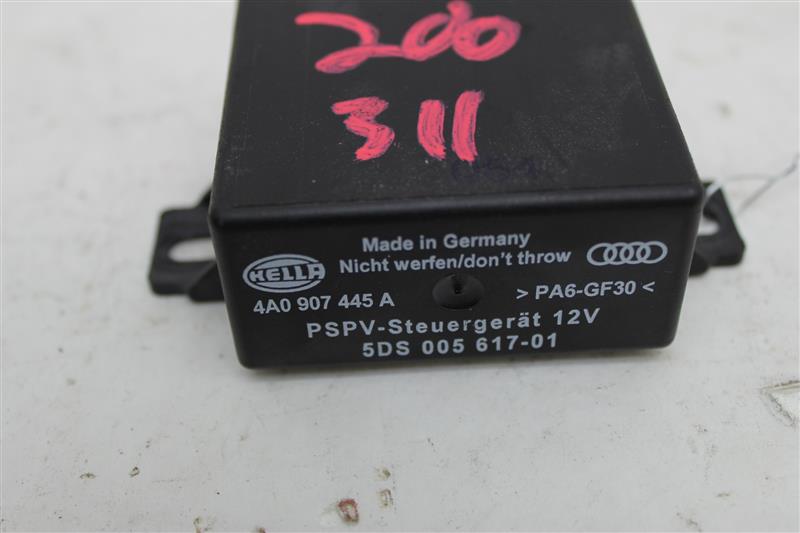 200
311
Made in Germany
HELLA
Nicht werfen/don't throw
4A0 907 445 A
> PA6-GF30 <
PSPV-Steuergerät 12V
5DS 005 617-01